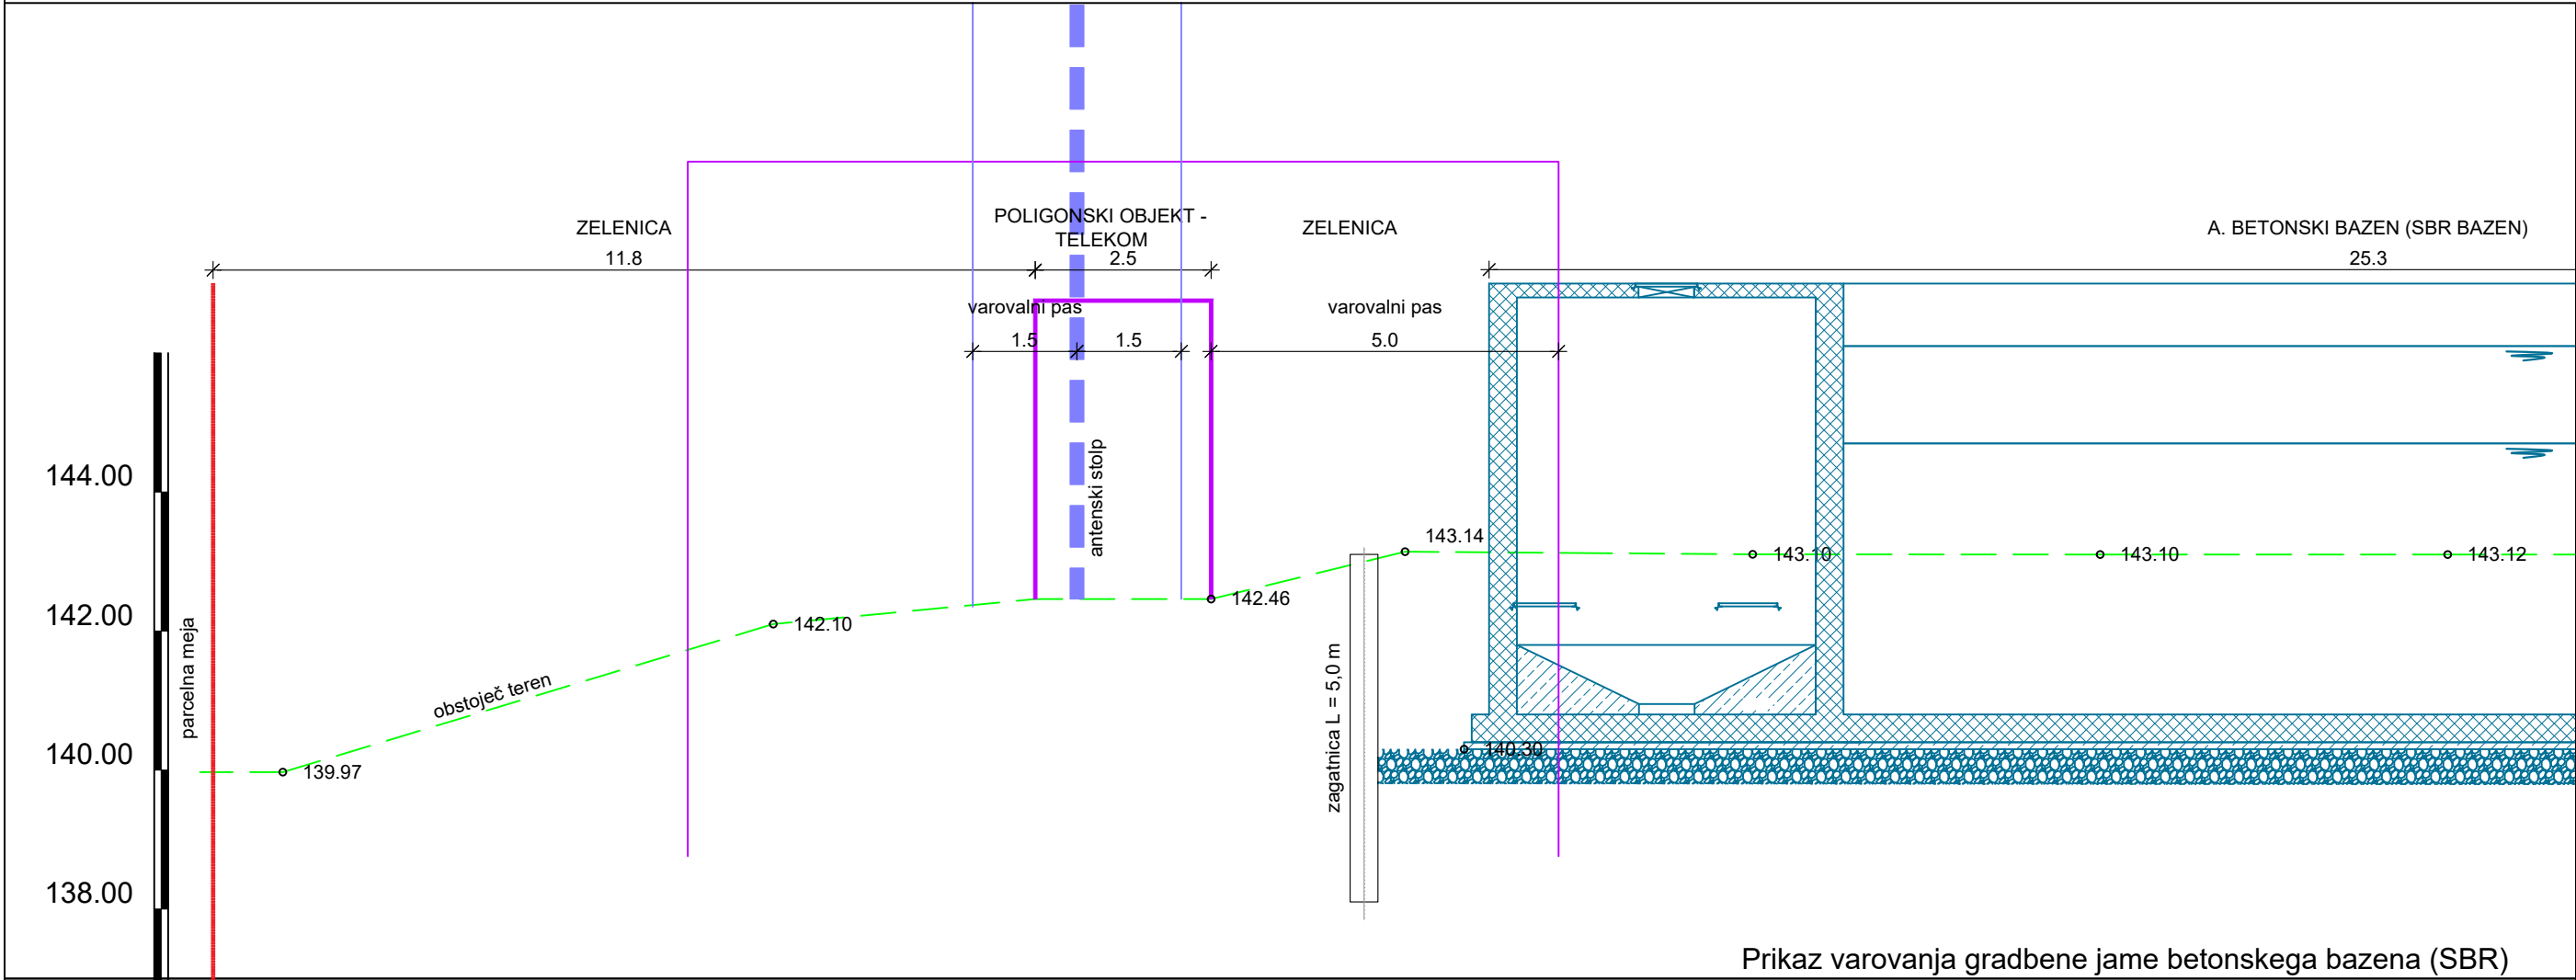 POLIGONSKI OBJEKT -
TELEKOM
ZELENICA
ZELENICA
A. BETONSKI BAZEN (SBR BAZEN)
11.8
2.5
25.3
varovalni pas
varovalni pas
1.5
1.5
5.0
antenski stolp
144.00
143.14
143.10
143.10
143.12
142.46
142.00
142.10
parcelna meja
obstoječ teren
zagatnica L = 5,0 m
140.00
140.30
139.97
138.00
Prikaz varovanja gradbene jame betonskega bazena (SBR)